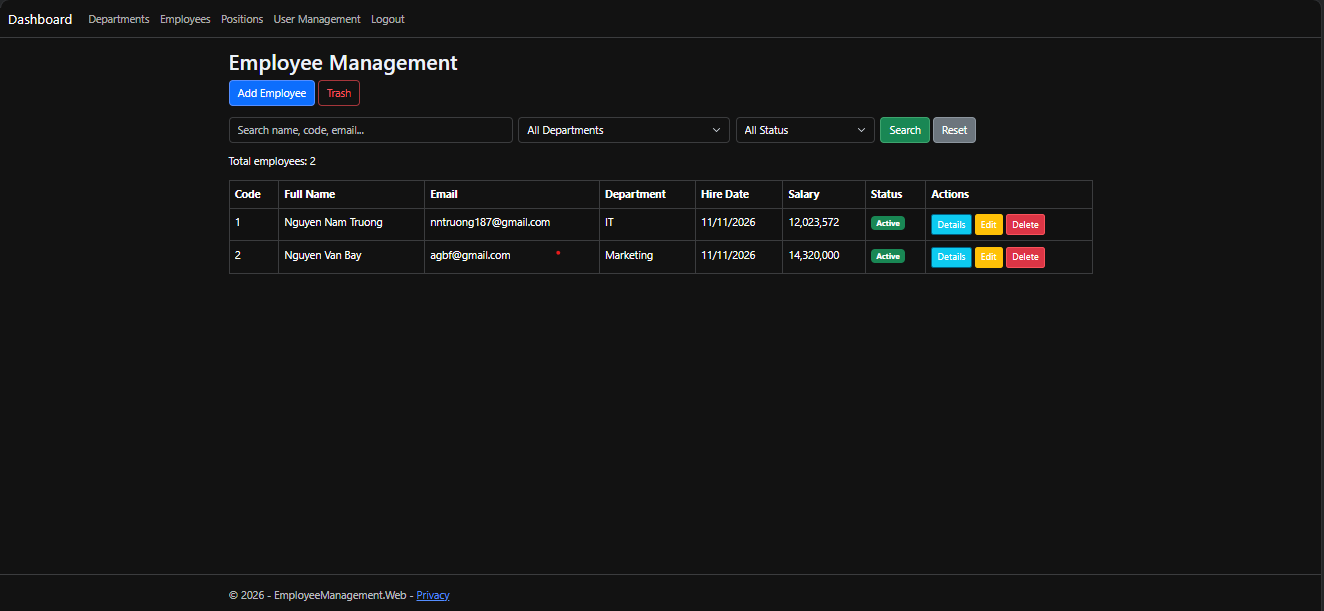 Dashboard Departments Employees Positions User Management Logout
Employee Management
Add Employee Trash
Search name, code, email... All Departments All Status Search Reset
Total employees: 2
Code Full Name Email Department Hire Date Salary Status Actions
1 Nguyen Nam Truong nntruong187@gmail.com IT 11/11/2026 12,023,572 Active Details Edit Delete
2 Nguyen Van Bay agbf@gmail.com Marketing 11/11/2026 14,320,000 Active Details Edit Delete
© 2026 - EmployeeManagement.Web - Privacy